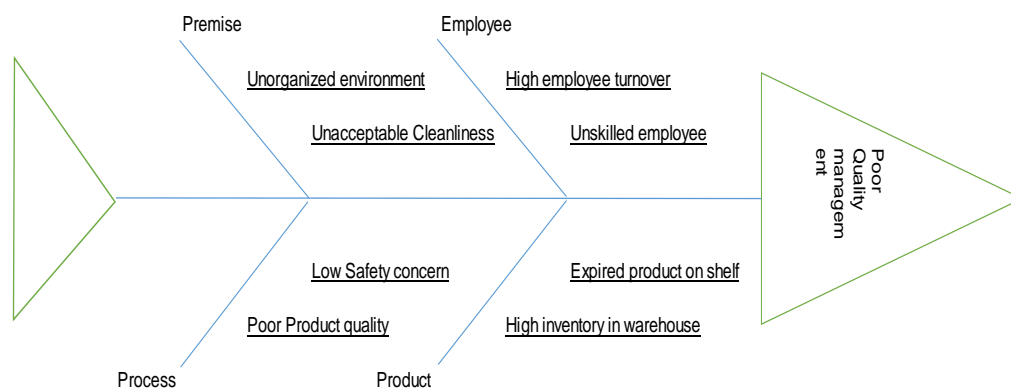 Premise
Employee
Unorganized environment
High employee turnover
Unacceptable Cleanliness
Unskilled employee
Poor
Quality
managem
ent
Low Safety concern
Expired product on shelf
Poor Product quality
High inventory in warehouse
Process
Product